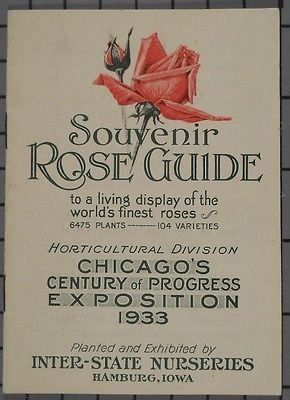 Souvenir
ROSE GUIDE
to a living display of the
world's finest roses
6475 PLANTS-------104 VARIETIES
HORTICULTURAL DIVISION
CHICAGO'S
CENTURY of PROGRESS
EXPOSITION
1933
Planted and Exhibited by
INTER-STATE NURSERIES
HAMBURG, IOWA